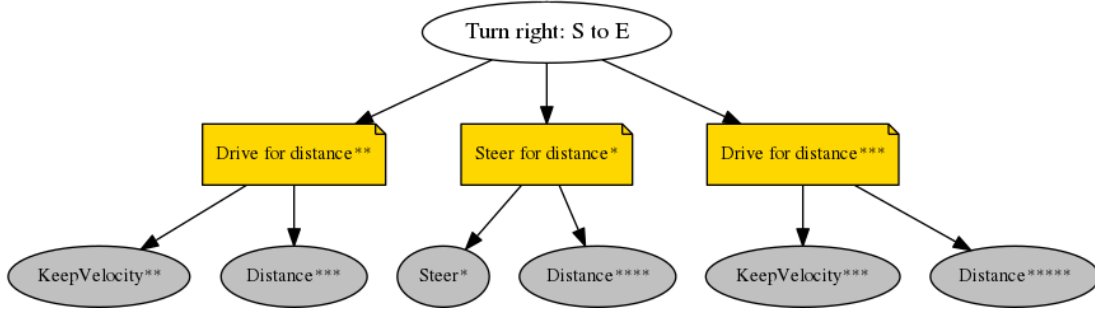 Turn right: S to E
Drive for distance**
Steer for distance*
Drive for distance***
KeepVelocity**
Distance***
Steer*
Distance****
KeepVelocity***
Distance*****